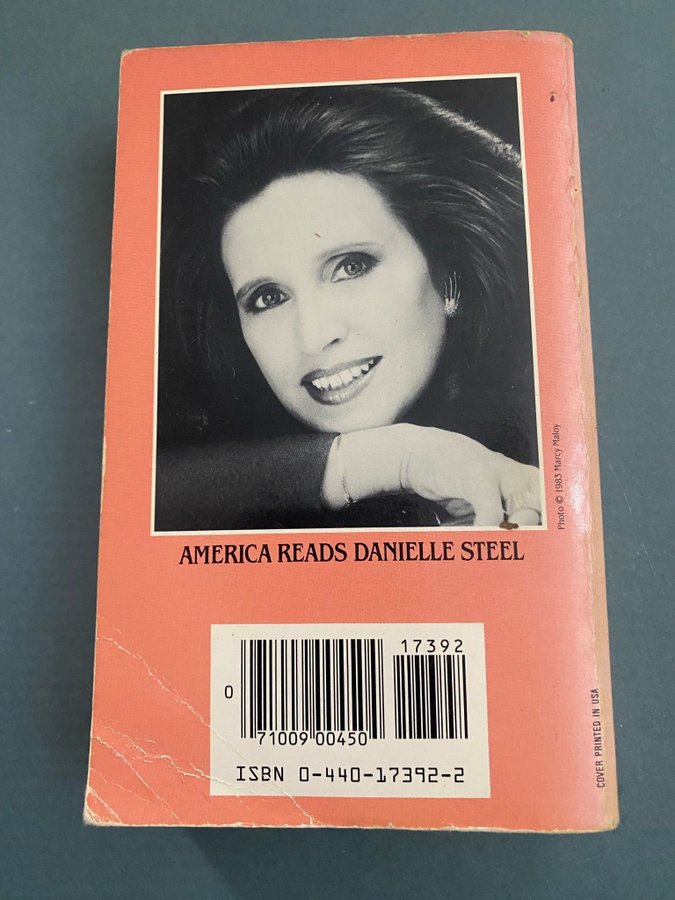 Photo © 1983 Marcy Maloy
AMERICA READS DANIELLE STEEL
17392
0
71009 00450
ISBN 0-440-17392-2
COVER PRINTED IN USA